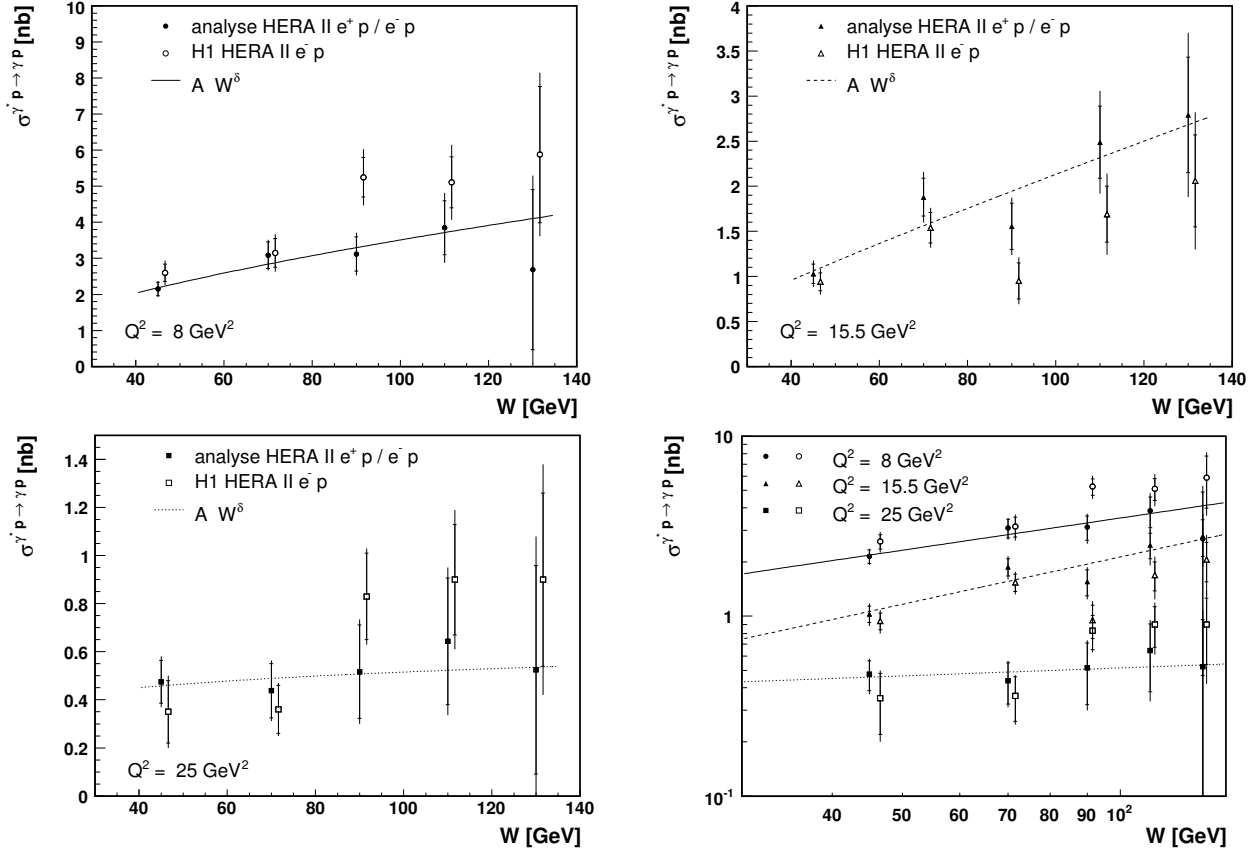 analyse HERA II e⁺ p / e⁻ p
H1 HERA II e⁻ p
A W^δ
σ^γ* p → γ p [nb]
10
9
8
7
6
5
4
3
2
1
0
Q² = 8 GeV²
40 60 80 100 120 140
W [GeV]
analyse HERA II e⁺ p / e⁻ p
H1 HERA II e⁻ p
A W^δ
σ^γ* p → γ p [nb]
4
3.5
3
2.5
2
1.5
1
0.5
0
Q² = 15.5 GeV²
40 60 80 100 120 140
W [GeV]
analyse HERA II e⁺ p / e⁻ p
H1 HERA II e⁻ p
A W^δ
σ^γ* p → γ p [nb]
1.4
1.2
1
0.8
0.6
0.4
0.2
0
Q² = 25 GeV²
40 60 80 100 120 140
W [GeV]
Q² = 8 GeV²
Q² = 15.5 GeV²
Q² = 25 GeV²
σ^γ* p → γ p [nb]
10
1
10⁻¹
40 50 60 70 80 90 10²
W [GeV]